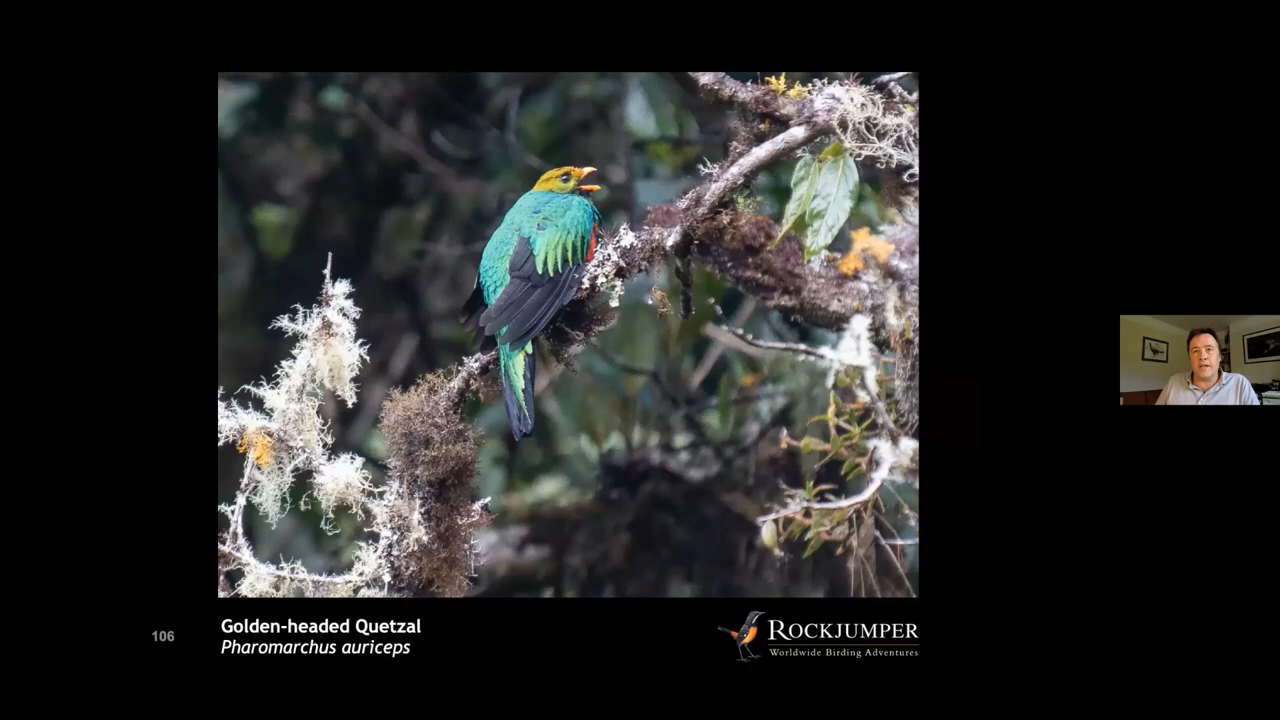 106
Golden-headed Quetzal
Pharomarchus auriceps
ROCKJUMPER
Worldwide Birding Adventures